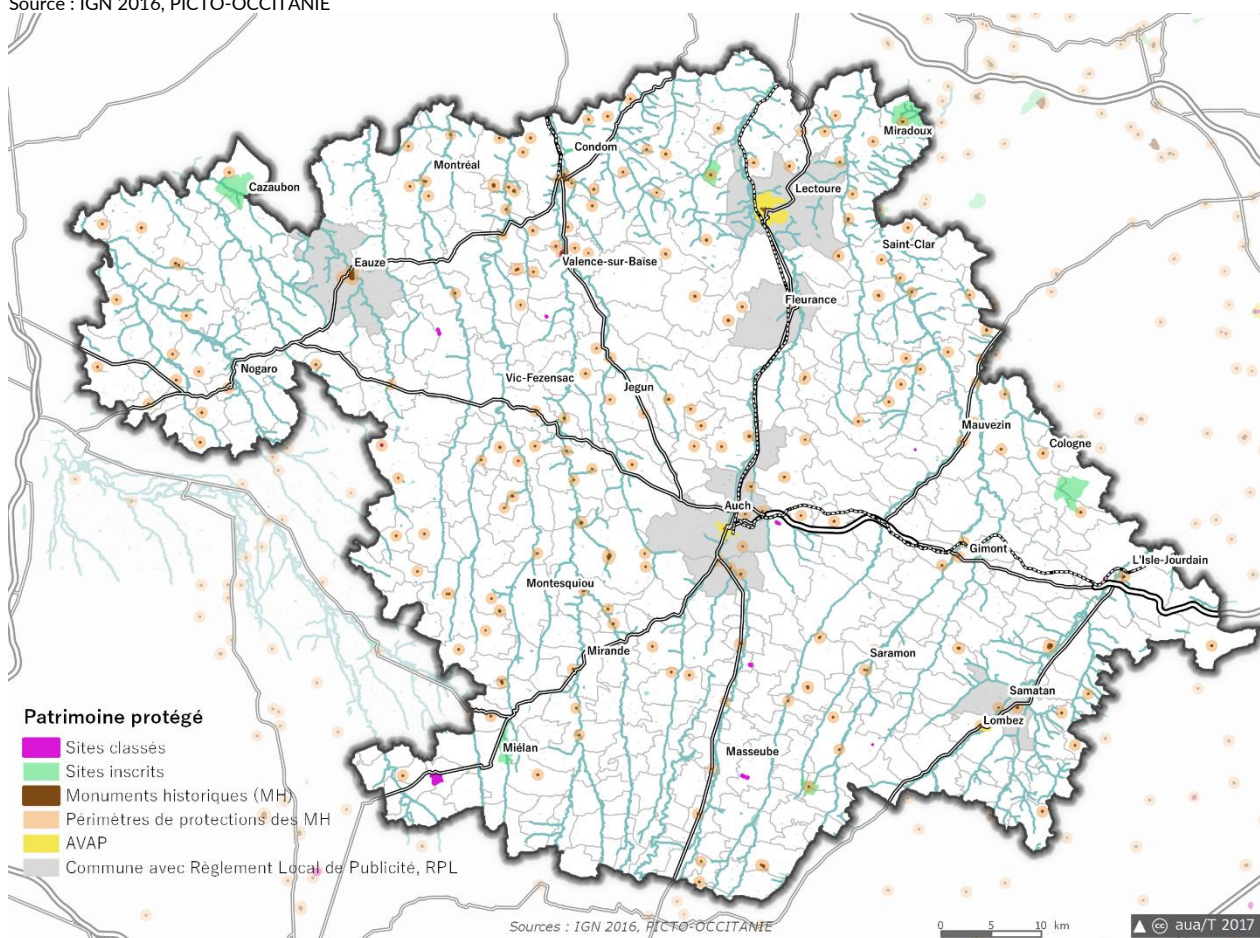 Source : IGN 2016, PICTO-OCCITANIE
Miradoux
Condom
Montréal
Lectoure
Cazaubon
Saint-Clar
Eauze
Valence-sur-Baïse
Fleurance
Nogaro
Vic-Fezensac
Jegun
Mauvezin
Cologne
Auch
Gimont
L'Isle-Jourdain
Montesquiou
Mirande
Saramon
Samatan
Lombez
Miélan
Masseube
Patrimoine protégé
Sites classés
Sites inscrits
Monuments historiques (MH)
Périmètres de protections des MH
AVAP
Commune avec Règlement Local de Publicité, RPL
Sources : IGN 2016, PICTO-OCCITANIE
0 5 10 km
cc aua/T 2017